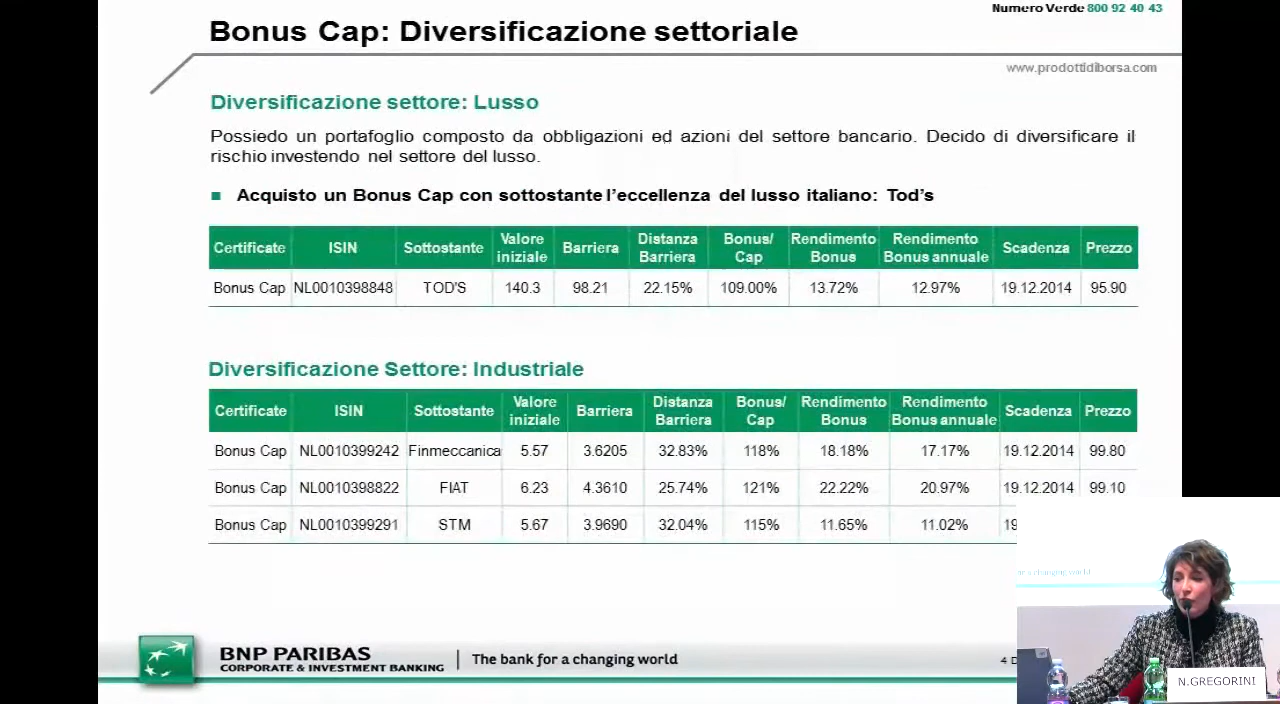 Numero Verde 800 92 40 43
Bonus Cap: Diversificazione settoriale
www.prodottidiborsa.com
Diversificazione settore: Lusso
Possiedo un portafoglio composto da obbligazioni ed azioni del settore bancario. Decido di diversificare il
rischio investendo nel settore del lusso.
Acquisto un Bonus Cap con sottostante l'eccellenza del lusso italiano: Tod's
Certificate ISIN Sottostante Valore iniziale Barriera Distanza Barriera Bonus/ Cap Rendimento Bonus Rendimento Bonus annuale Scadenza Prezzo
Bonus Cap NL0010398848 TOD'S 140.3 98.21 22.15% 109.00% 13.72% 12.97% 19.12.2014 95.90
Diversificazione Settore: Industriale
Certificate ISIN Sottostante Valore iniziale Barriera Distanza Barriera Bonus/ Cap Rendimento Bonus Rendimento Bonus annuale Scadenza Prezzo
Bonus Cap NL0010399242 Finmeccanica 5.57 3.6205 32.83% 118% 18.18% 17.17% 19.12.2014 99.80
Bonus Cap NL0010398822 FIAT 6.23 4.3610 25.74% 121% 22.22% 20.97% 19.12.2014 99.10
Bonus Cap NL0010399291 STM 5.67 3.9690 32.04% 115% 11.65% 11.02% 19
BNP PARIBAS
CORPORATE & INVESTMENT BANKING
The bank for a changing world
4 D
N.GREGORINI